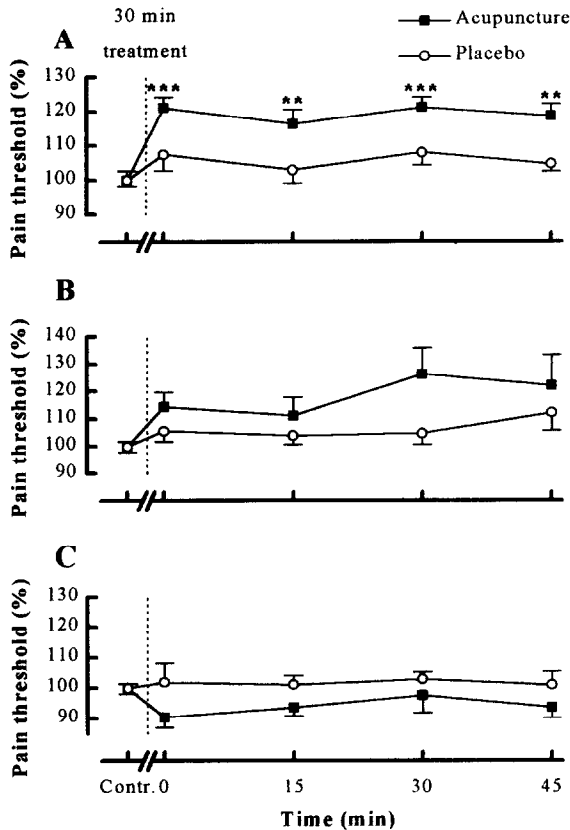 30 min
treatment
Acupuncture
Placebo
A
Pain threshold (%)
130
120
110
100
90
*** ** *** **
B
Pain threshold (%)
140
130
120
110
100
90
C
Pain threshold (%)
130
120
110
100
90
Contr. 0 15 30 45
Time (min)